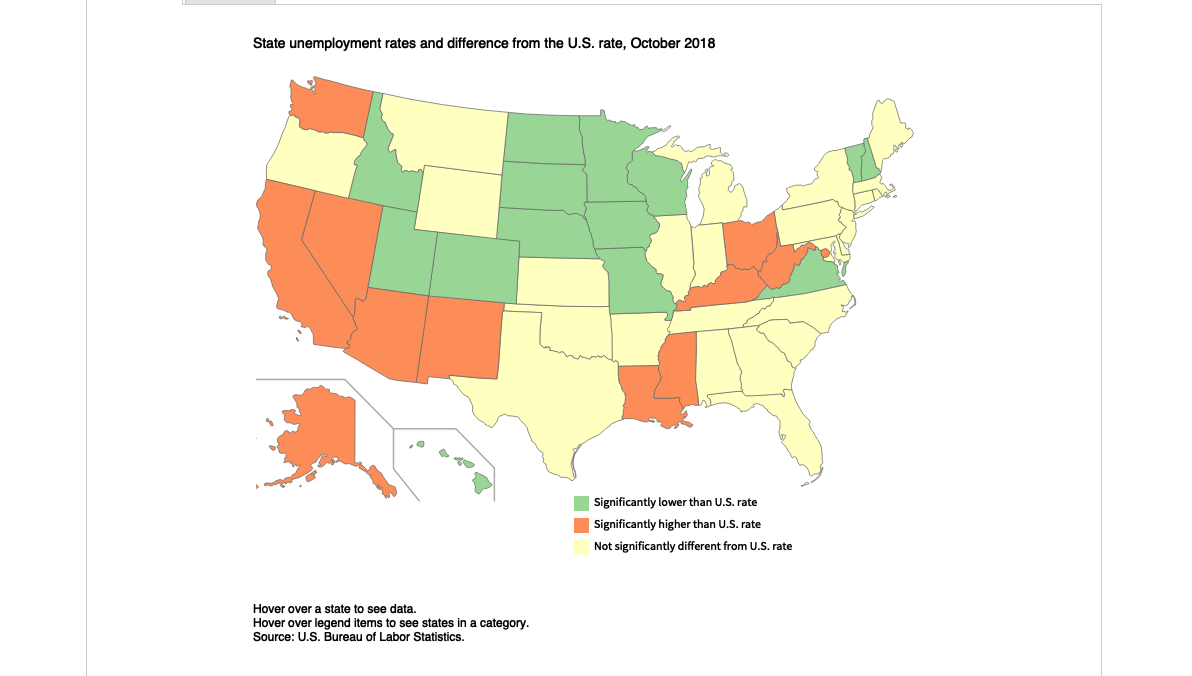 State unemployment rates and difference from the U.S. rate, October 2018
Significantly lower than U.S. rate
Significantly higher than U.S. rate
Not significantly different from U.S. rate
Hover over a state to see data.
Hover over legend items to see states in a category.
Source: U.S. Bureau of Labor Statistics.